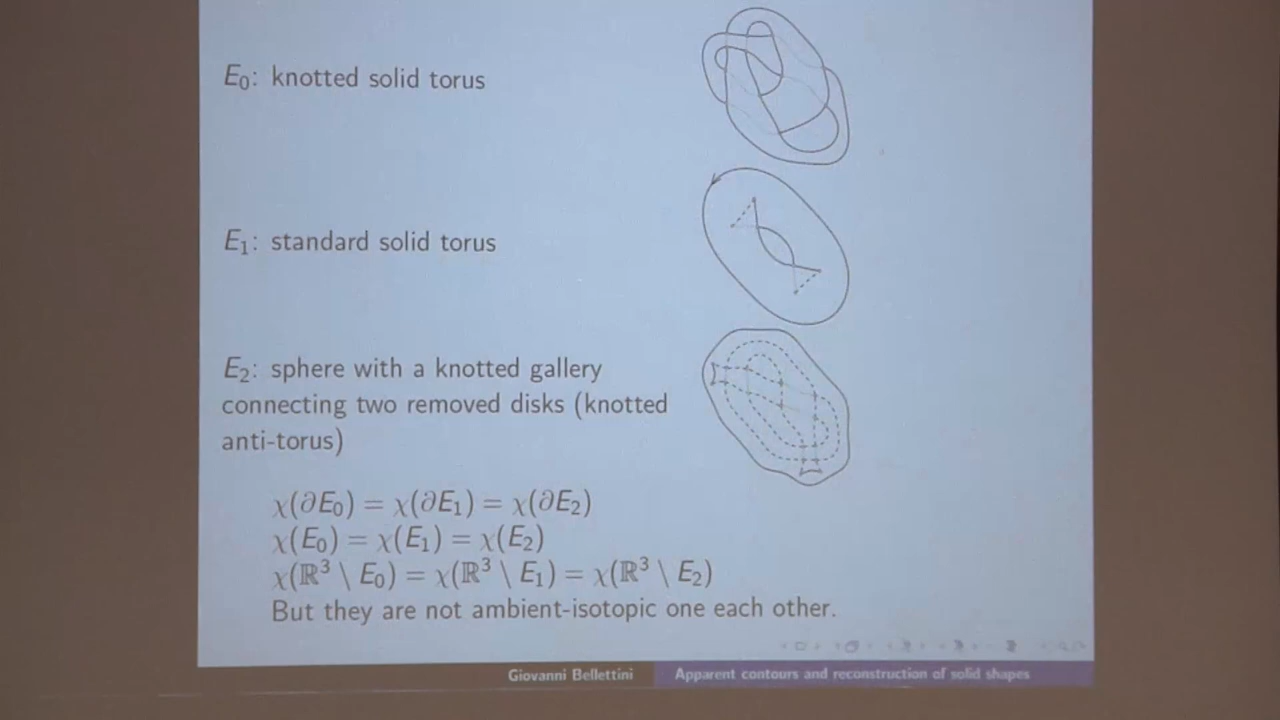 E₀: knotted solid torus
E₁: standard solid torus
E₂: sphere with a knotted gallery
connecting two removed disks (knotted
anti-torus)
χ(∂E₀) = χ(∂E₁) = χ(∂E₂)
χ(E₀) = χ(E₁) = χ(E₂)
χ(ℝ³ \ E₀) = χ(ℝ³ \ E₁) = χ(ℝ³ \ E₂)
But they are not ambient-isotopic one each other.
Giovanni Bellettini
Apparent contours and reconstruction of solid shapes